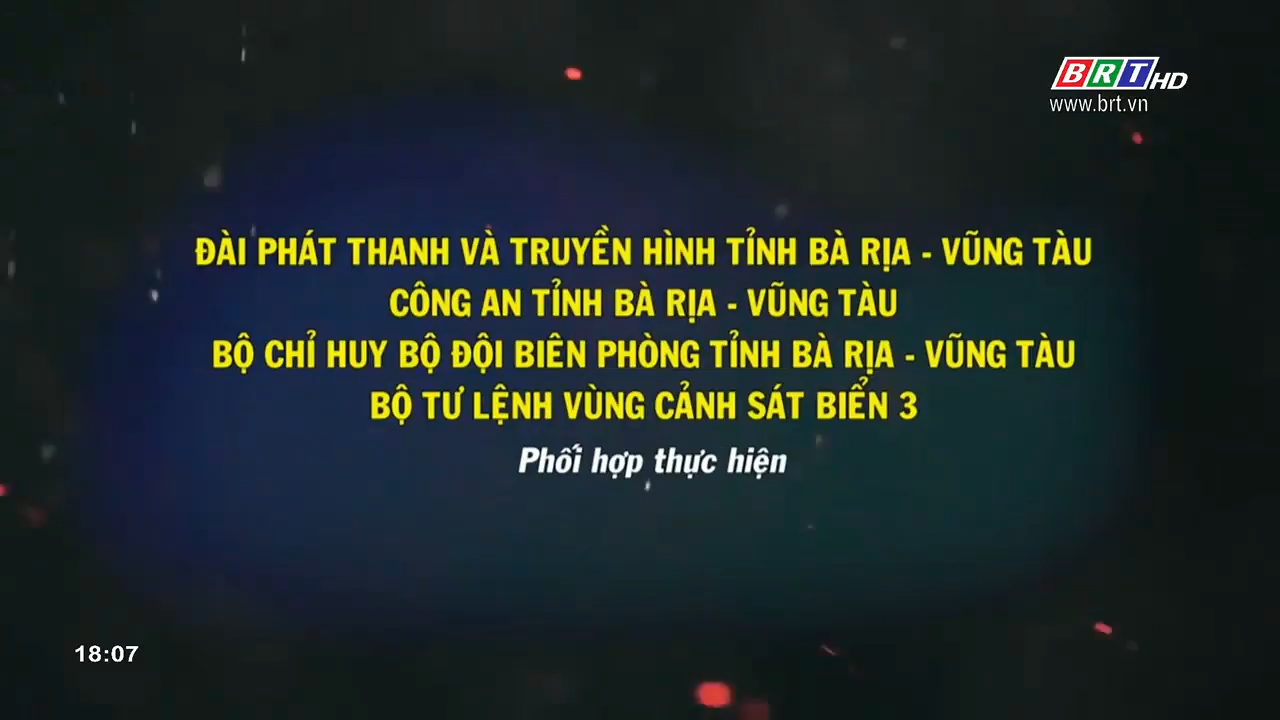 BRT HD
www.brt.vn
ĐÀI PHÁT THANH VÀ TRUYỀN HÌNH TỈNH BÀ RỊA - VŨNG TÀU
CÔNG AN TỈNH BÀ RỊA - VŨNG TÀU
BỘ CHỈ HUY BỘ ĐỘI BIÊN PHÒNG TỈNH BÀ RỊA - VŨNG TÀU
BỘ TƯ LỆNH VÙNG CẢNH SÁT BIỂN 3
Phối hợp thực hiện
18:07